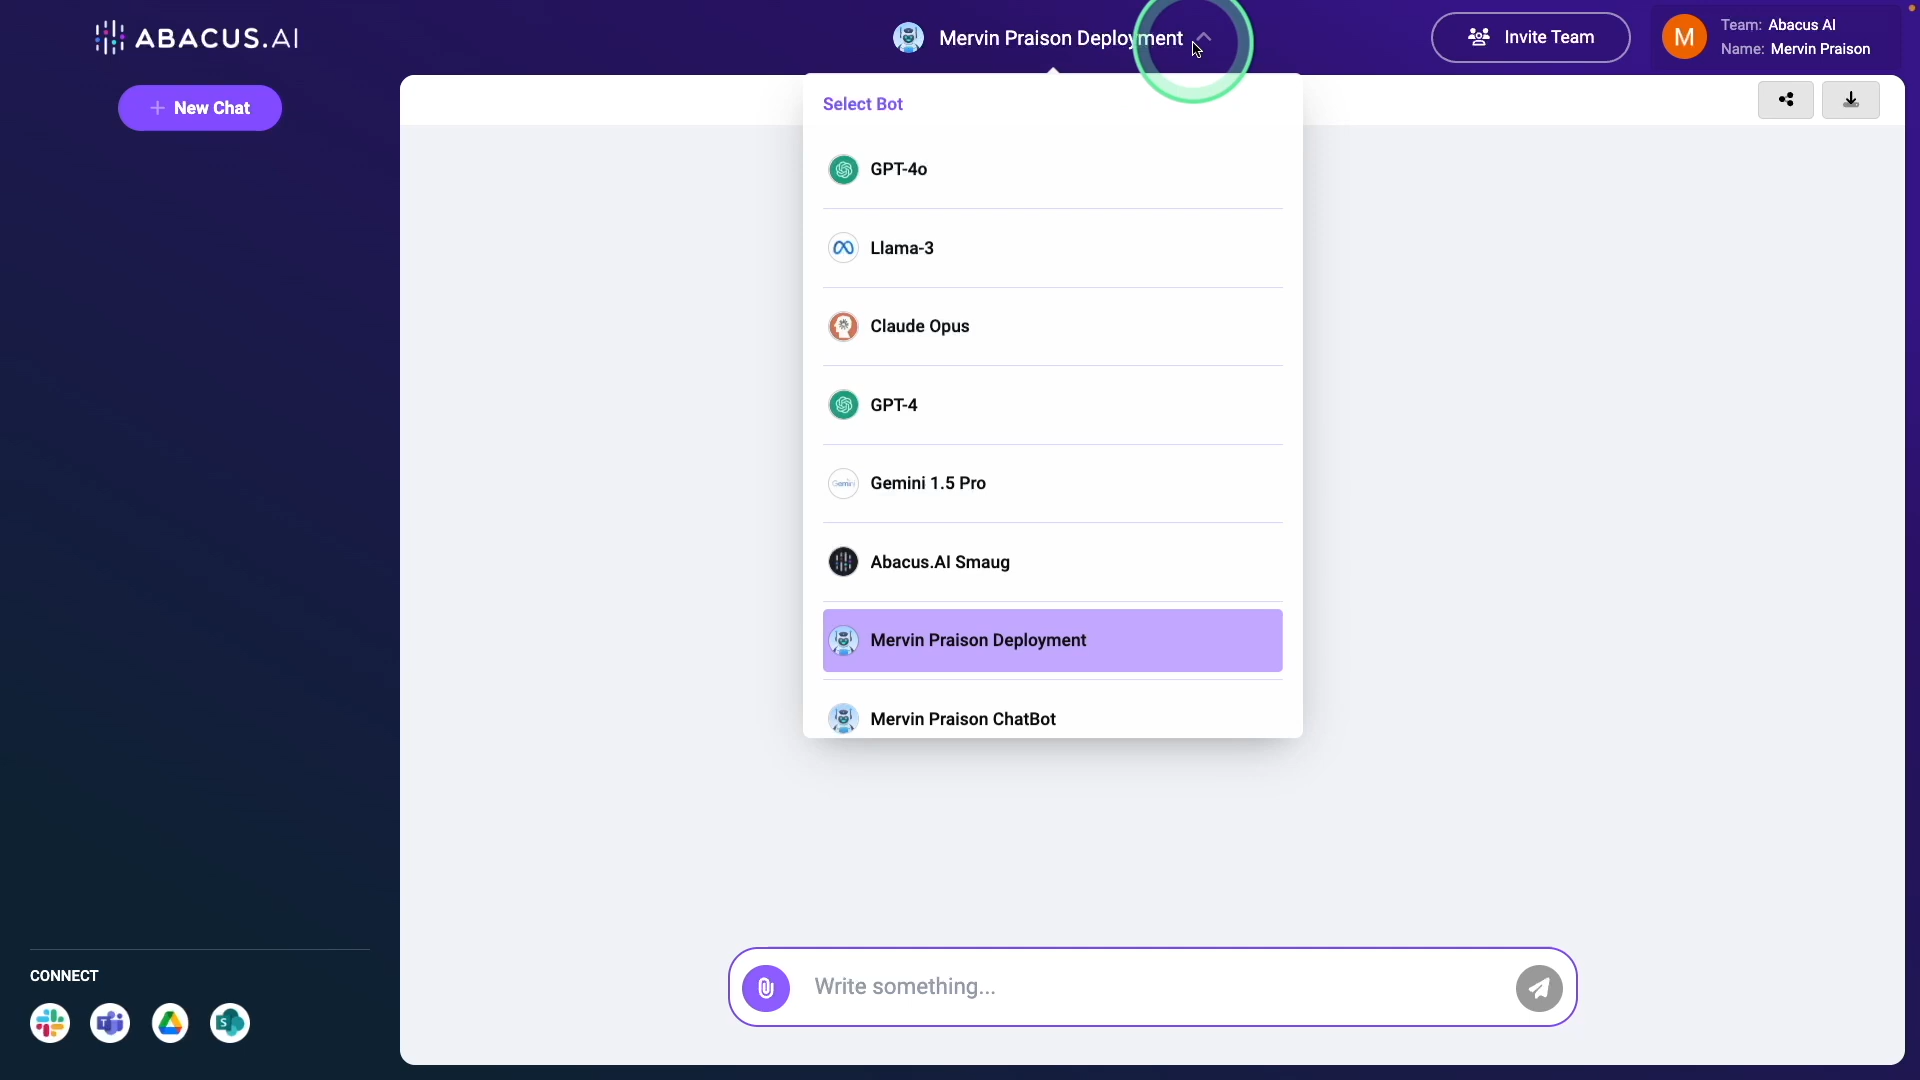 ABACUS.AI
Mervin Praison Deployment
Invite Team
M
Team: Abacus AI
Name: Mervin Praison
+ New Chat
Select Bot
GPT-4o
Llama-3
Claude Opus
GPT-4
Gemini
Gemini 1.5 Pro
Abacus.AI Smaug
Mervin Praison Deployment
Mervin Praison ChatBot
Write something...
CONNECT
T
S